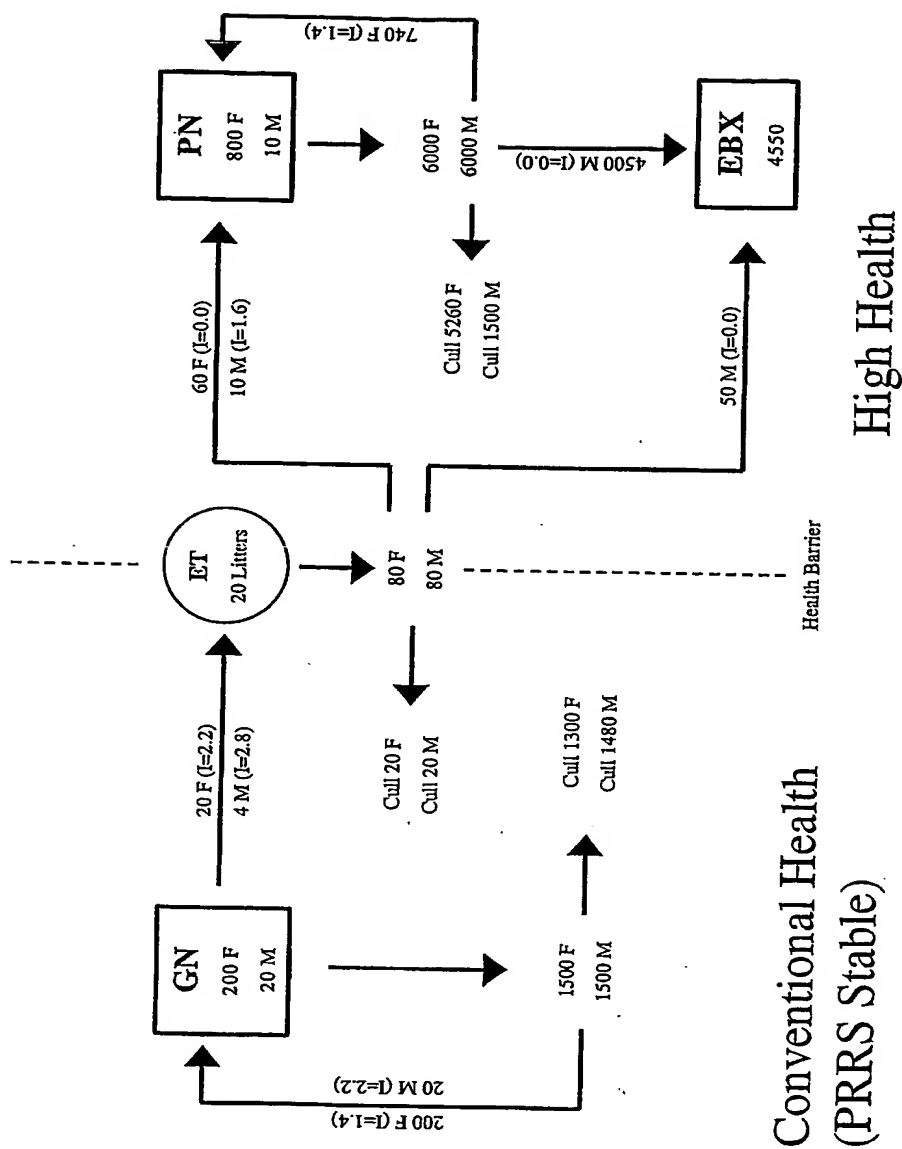 GN
200 F
20 M
20 F (I=2.2)
4 M (I=2.8)
ET
20 Litters
60 F (I=0.0)
10 M (I=1.6)
PN
800 F
10 M
740 F (I=1.4)
200 F (I=1.4)
20 M (I=2.2)
1500 F
1500 M
Cull 1300 F
Cull 1480 M
Cull 20 F
Cull 20 M
80 F
80 M
6000 F
6000 M
Cull 5260 F
Cull 1500 M
4500 M (I=0.0)
50 M (I=0.0)
EBX
4550
Health Barrier
Conventional Health
(PRRS Stable)
High Health